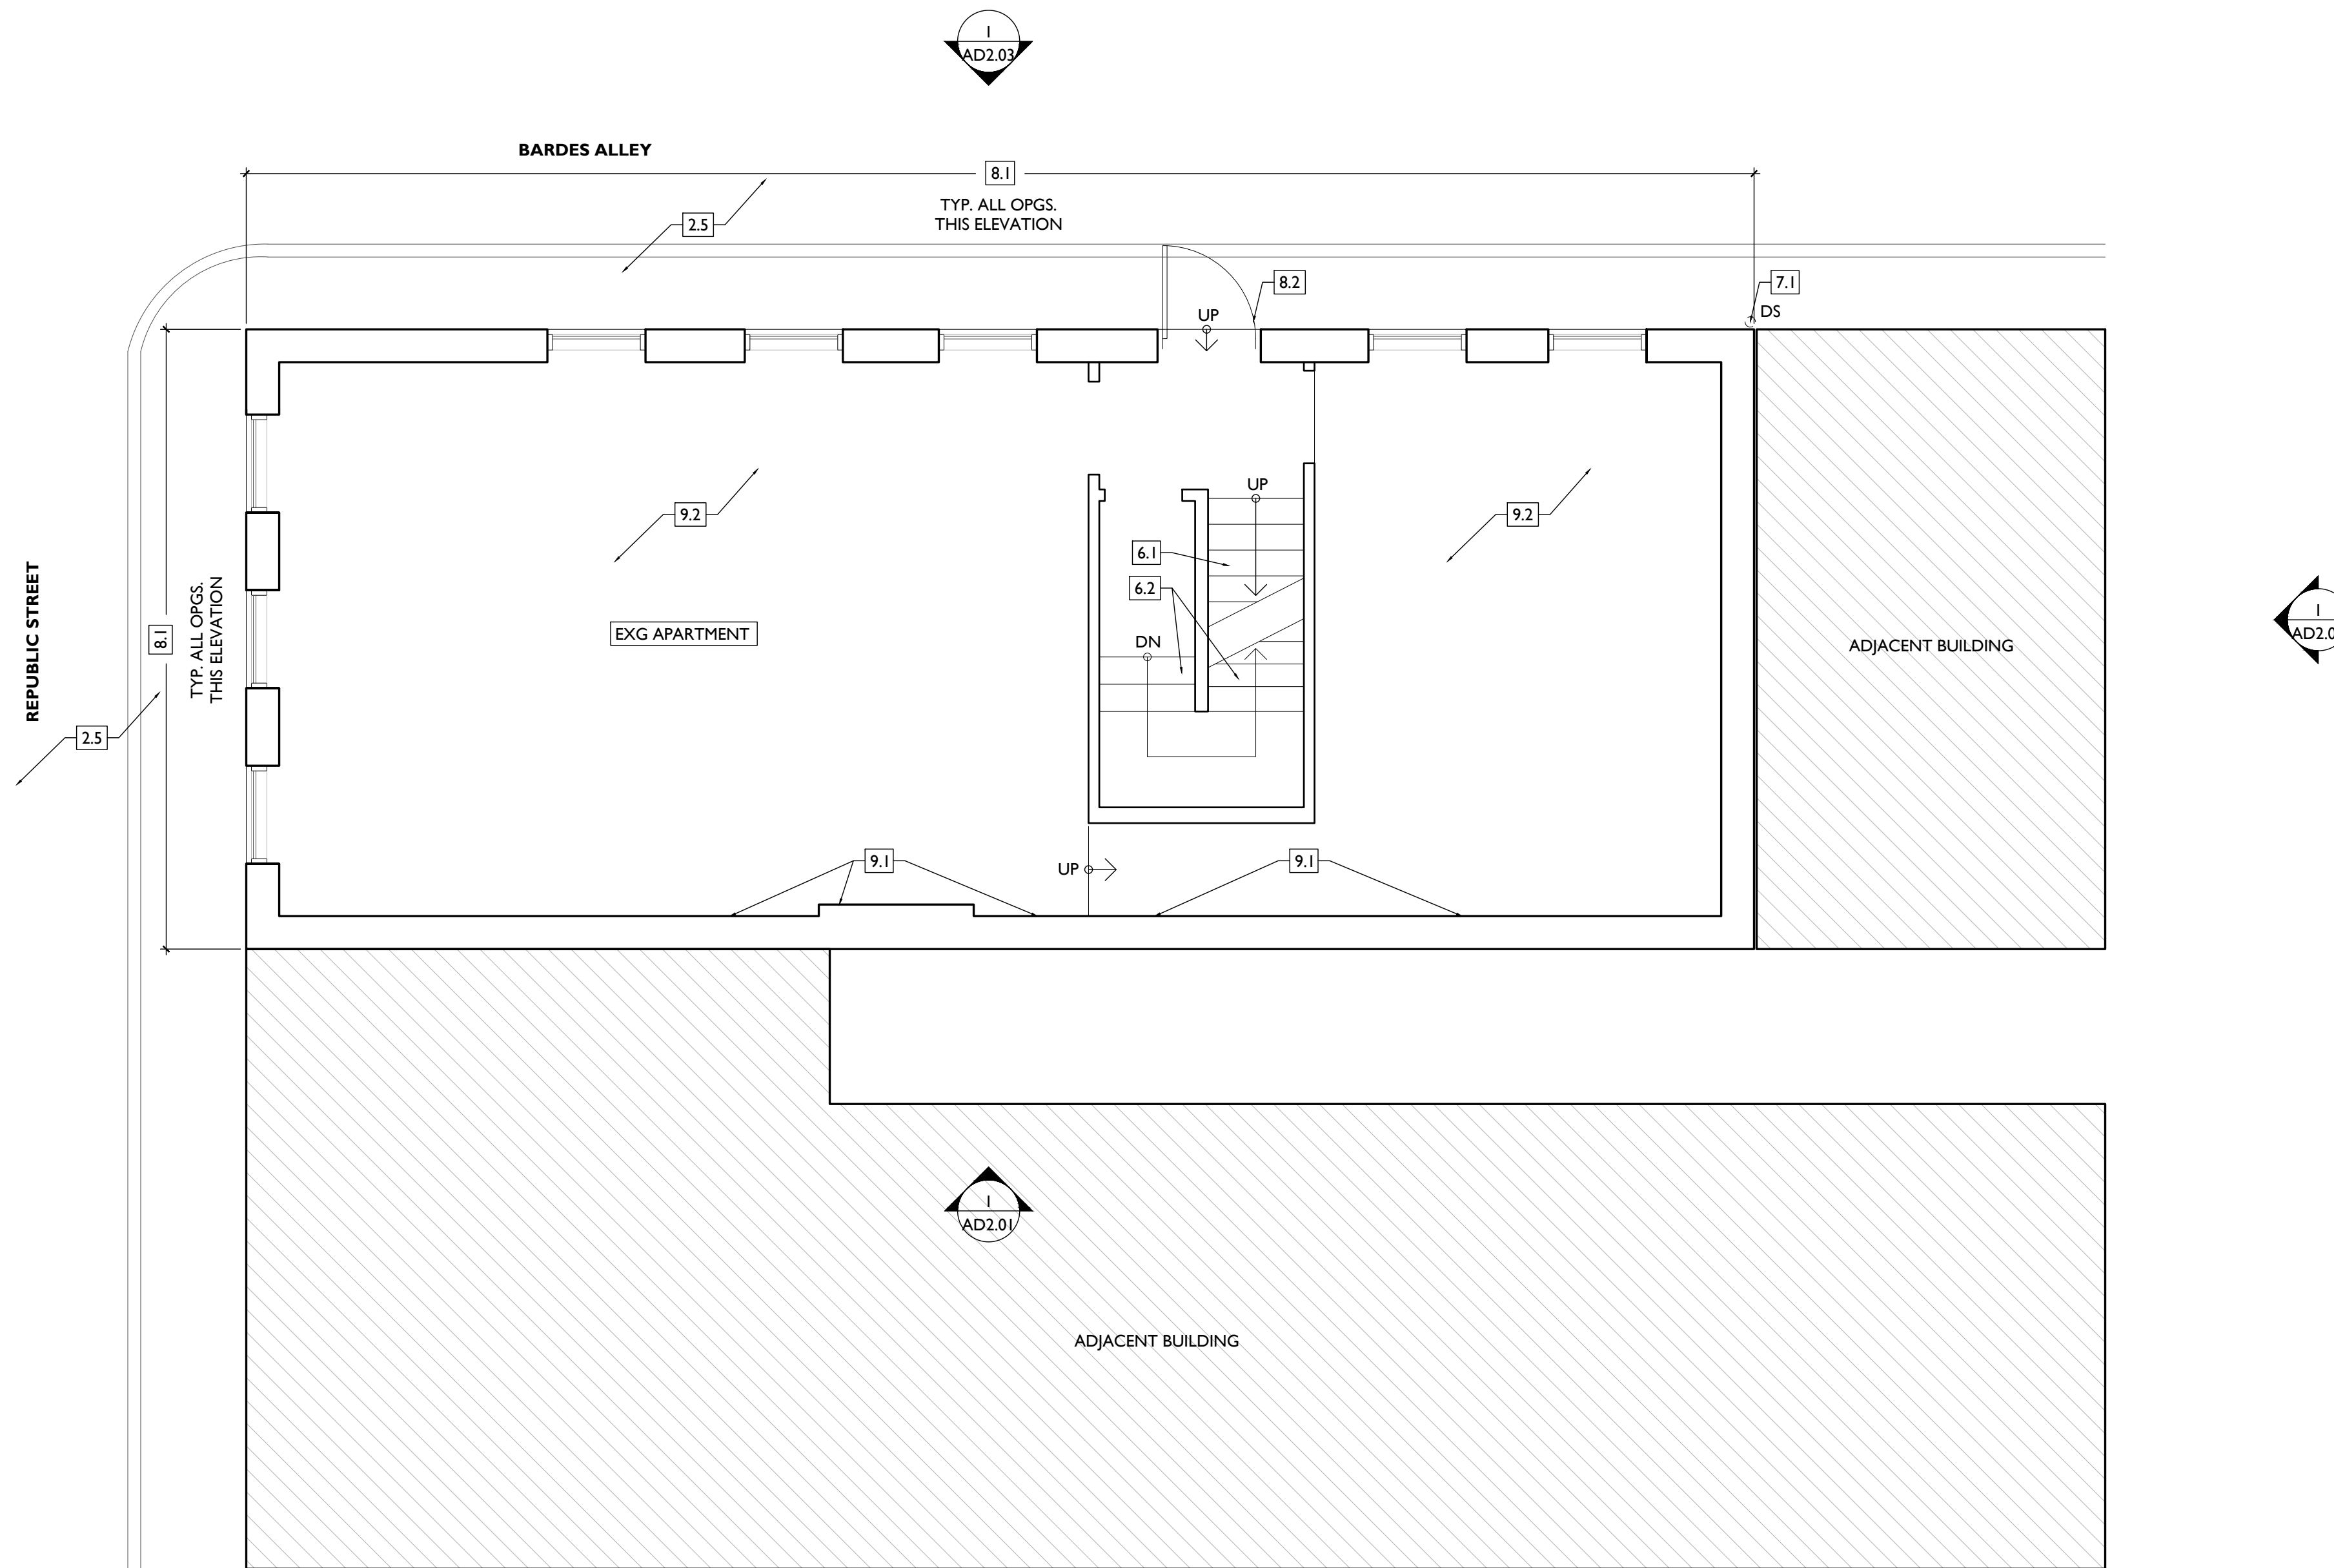 1
AD2.03
BARDES ALLEY
8.1
TYP. ALL OPGS.
THIS ELEVATION
2.5
8.2
7.1
DS
UP
9.2
UP
9.2
6.1
6.2
DN
EXG APARTMENT
REPUBLIC STREET
8.1
TYP. ALL OPGS.
THIS ELEVATION
2.5
ADJACENT BUILDING
1
9.1
9.1
UP
1
AD2.01
ADJACENT BUILDING